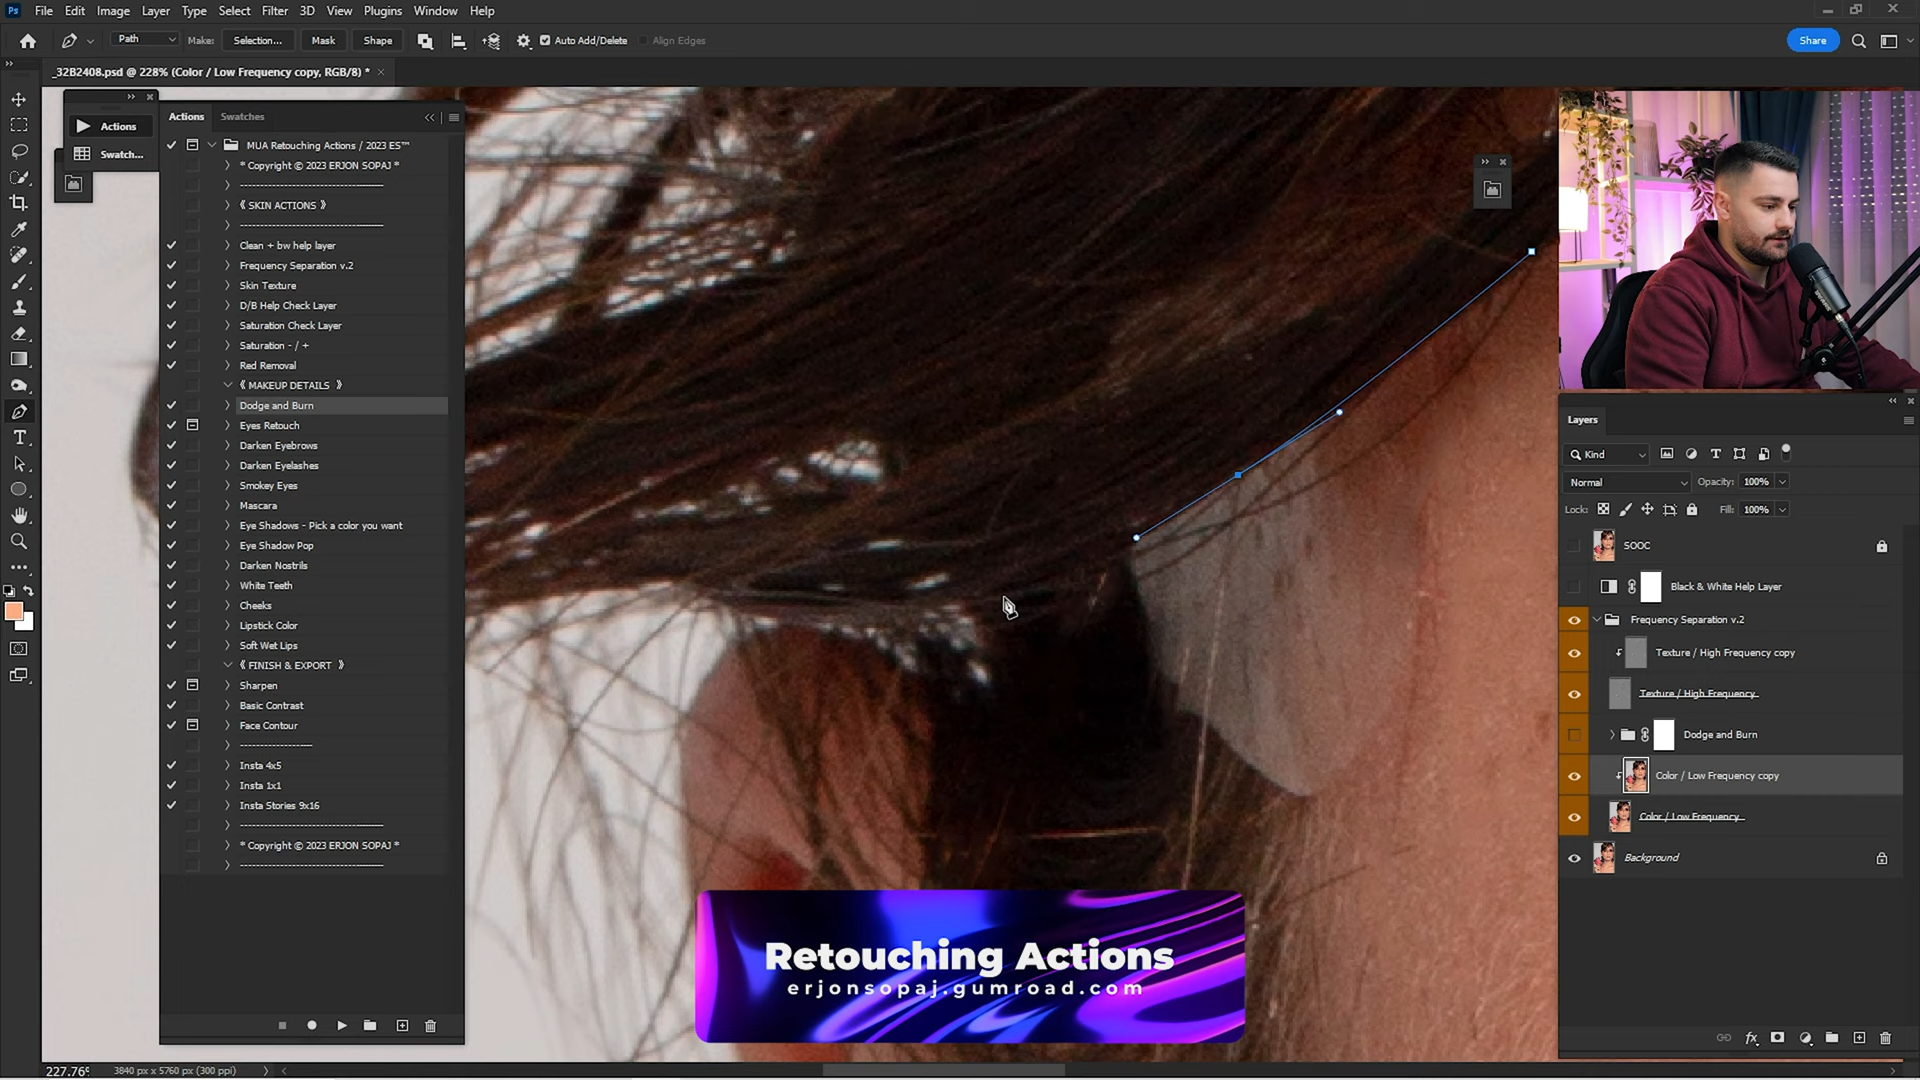 Ps File Edit Image Layer Type Select Filter 3D View Plugins Window Help
Path Make: Selection... Mask Shape Auto Add/Delete Align Edges Share
_32B2408.psd @ 228% (Color / Low Frequency copy, RGB/8) *
Actions
Swatch...
Actions Swatches
MUA Retouching Actions / 2023 ES™
* Copyright © 2023 ERJON SOPAJ *
------------------------------------
《 SKIN ACTIONS 》
------------------------------------
Clean + bw help layer
Frequency Separation v.2
Skin Texture
D/B Help Check Layer
Saturation Check Layer
Saturation - / +
Red Removal
《 MAKEUP DETAILS 》
Dodge and Burn
Eyes Retouch
Darken Eyebrows
Darken Eyelashes
Smokey Eyes
Mascara
Eye Shadows - Pick a color you want
Eye Shadow Pop
Darken Nostrils
White Teeth
Cheeks
Lipstick Color
Soft Wet Lips
《 FINISH & EXPORT 》
Sharpen
Basic Contrast
Face Contour
------------------
Insta 4x5
Insta 1x1
Insta Stories 9x16
------------------------------------
* Copyright © 2023 ERJON SOPAJ *
------------------------------------
Retouching Actions
erjonsopaj.gumroad.com
Layers
Kind
Normal Opacity: 100%
Lock: Fill: 100%
SOOC
Black & White Help Layer
Frequency Separation v.2
Texture / High Frequency copy
Texture / High Frequency
Dodge and Burn
Color / Low Frequency copy
Color / Low Frequency
Background
227.76% 3840 px x 5760 px (300 ppi)